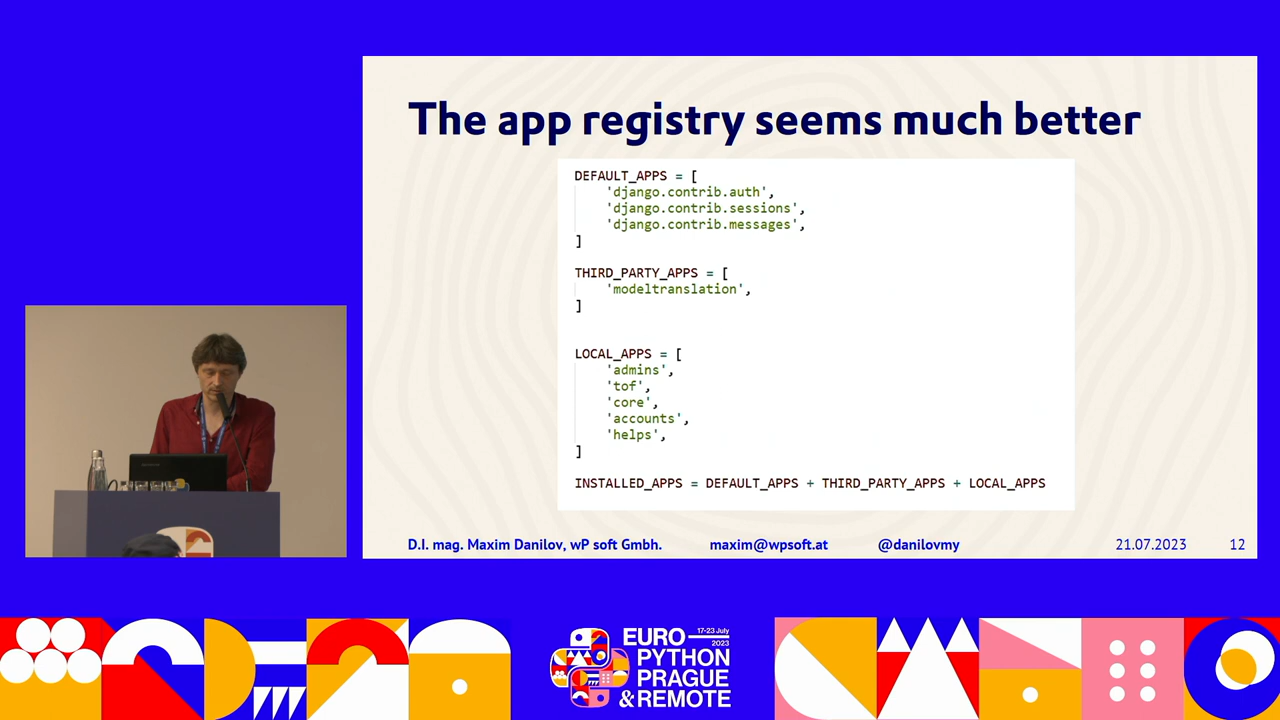 The app registry seems much better
DEFAULT_APPS = [
'django.contrib.auth',
'django.contrib.sessions',
'django.contrib.messages',
]
THIRD_PARTY_APPS = [
'modeltranslation',
]
LOCAL_APPS = [
'admins',
'tof',
'core',
'accounts',
'helps',
]
INSTALLED_APPS = DEFAULT_APPS + THIRD_PARTY_APPS + LOCAL_APPS
D.I. mag. Maxim Danilov, wP soft Gmbh. maxim@wpsoft.at @danilovmy 21.07.2023 12
EURO 17-23 July 2023
PYTHON
PRAGUE
& REMOTE